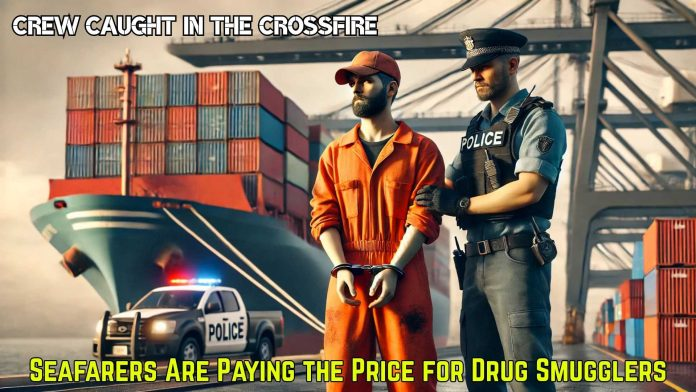 CREW CAUGHT IN THE CROSSFIRE
POLICE
POLICE
SEAFARERS ARE PAYING THE PRICE FOR DRUG SMUGGLERS